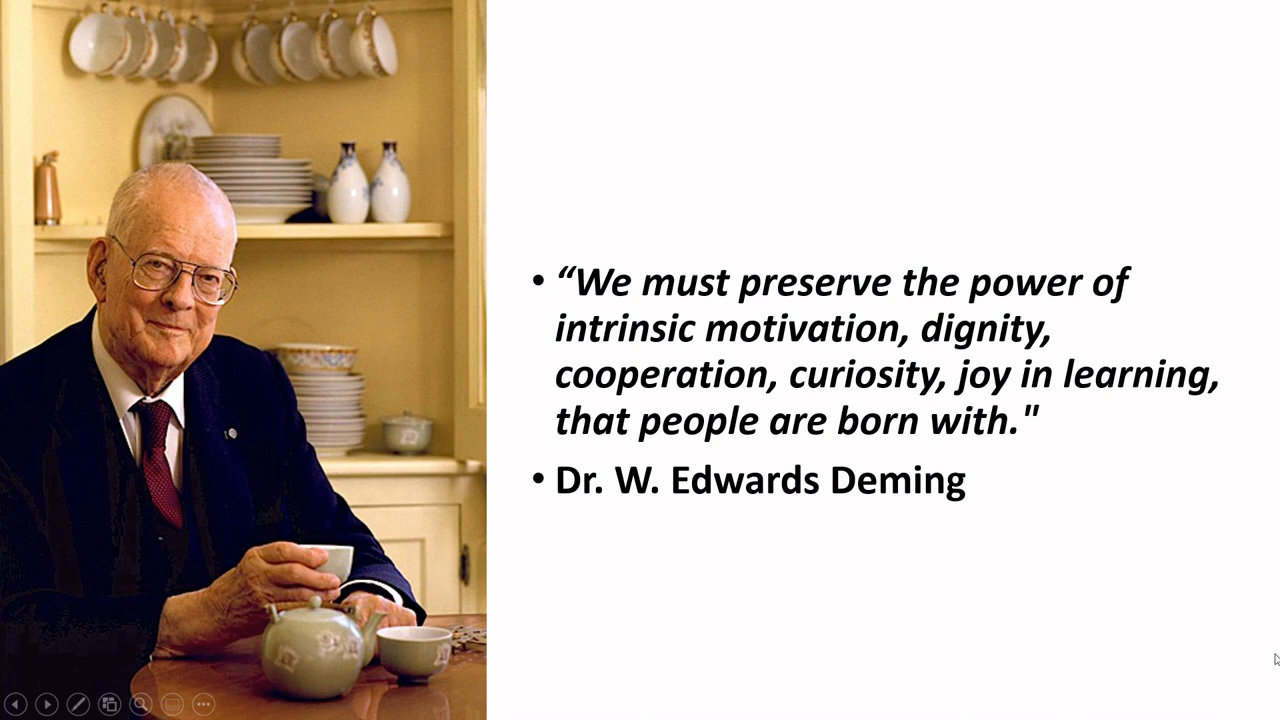 • “We must preserve the power of
intrinsic motivation, dignity,
cooperation, curiosity, joy in learning,
that people are born with."
• Dr. W. Edwards Deming